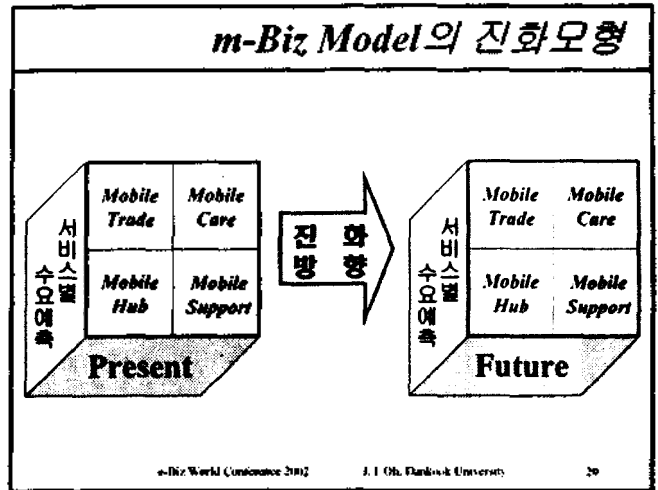 m-Biz Model의 진화모형
서비스별
수요예측
Mobile Trade
Mobile Care
Mobile Hub
Mobile Support
Present
진 화
방 향
서비스별
수요예측
Mobile Trade
Mobile Care
Mobile Hub
Mobile Support
Future
e-Biz World Conference 2002
J. I. Oh, Dankook University
29